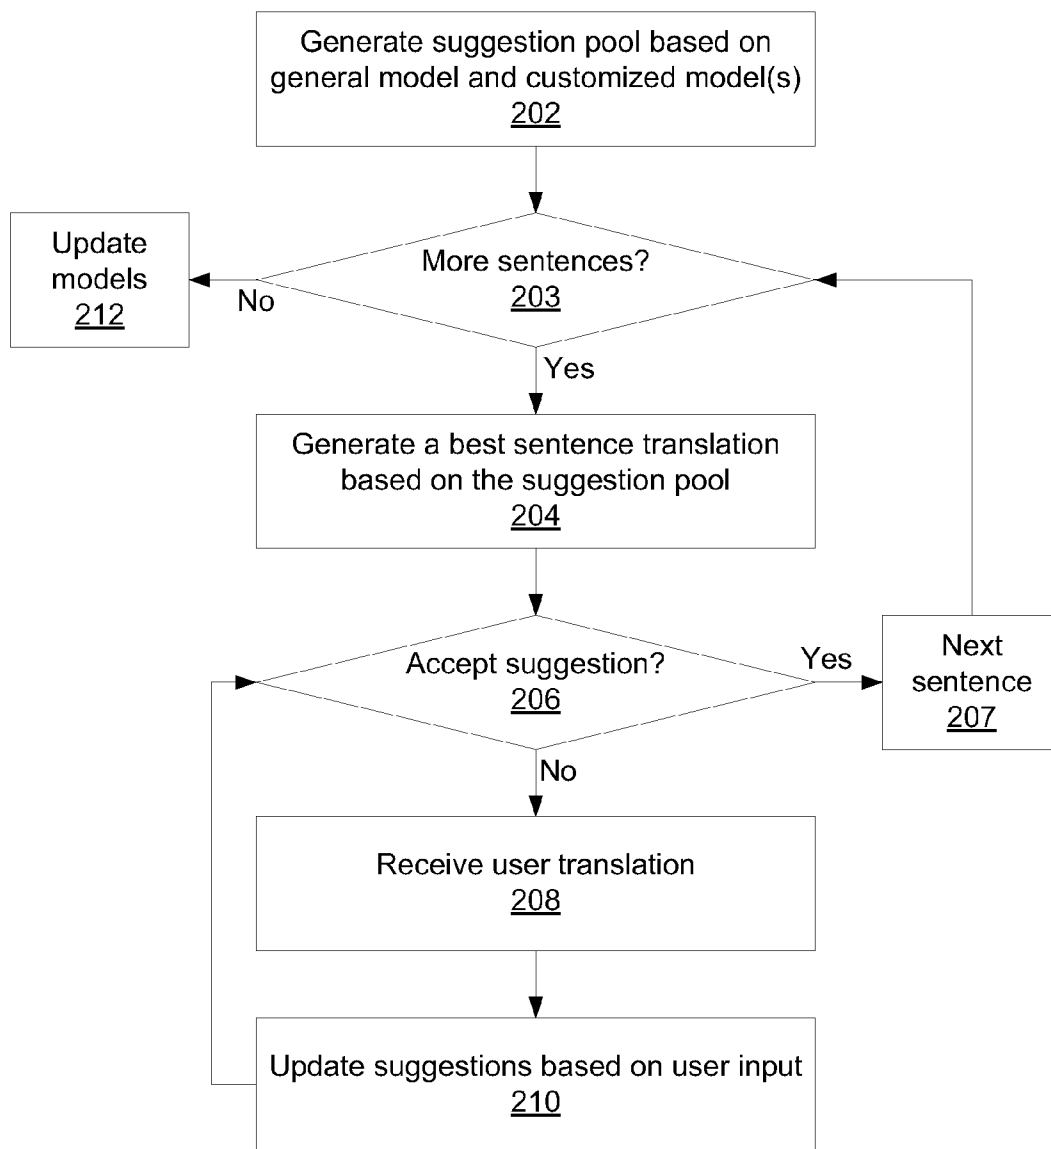 Generate suggestion pool based on
general model and customized model(s)
202
Update
models
212
No
More sentences?
203
Yes
Generate a best sentence translation
based on the suggestion pool
204
Accept suggestion?
206
Yes
Next
sentence
207
No
Receive user translation
208
Update suggestions based on user input
210